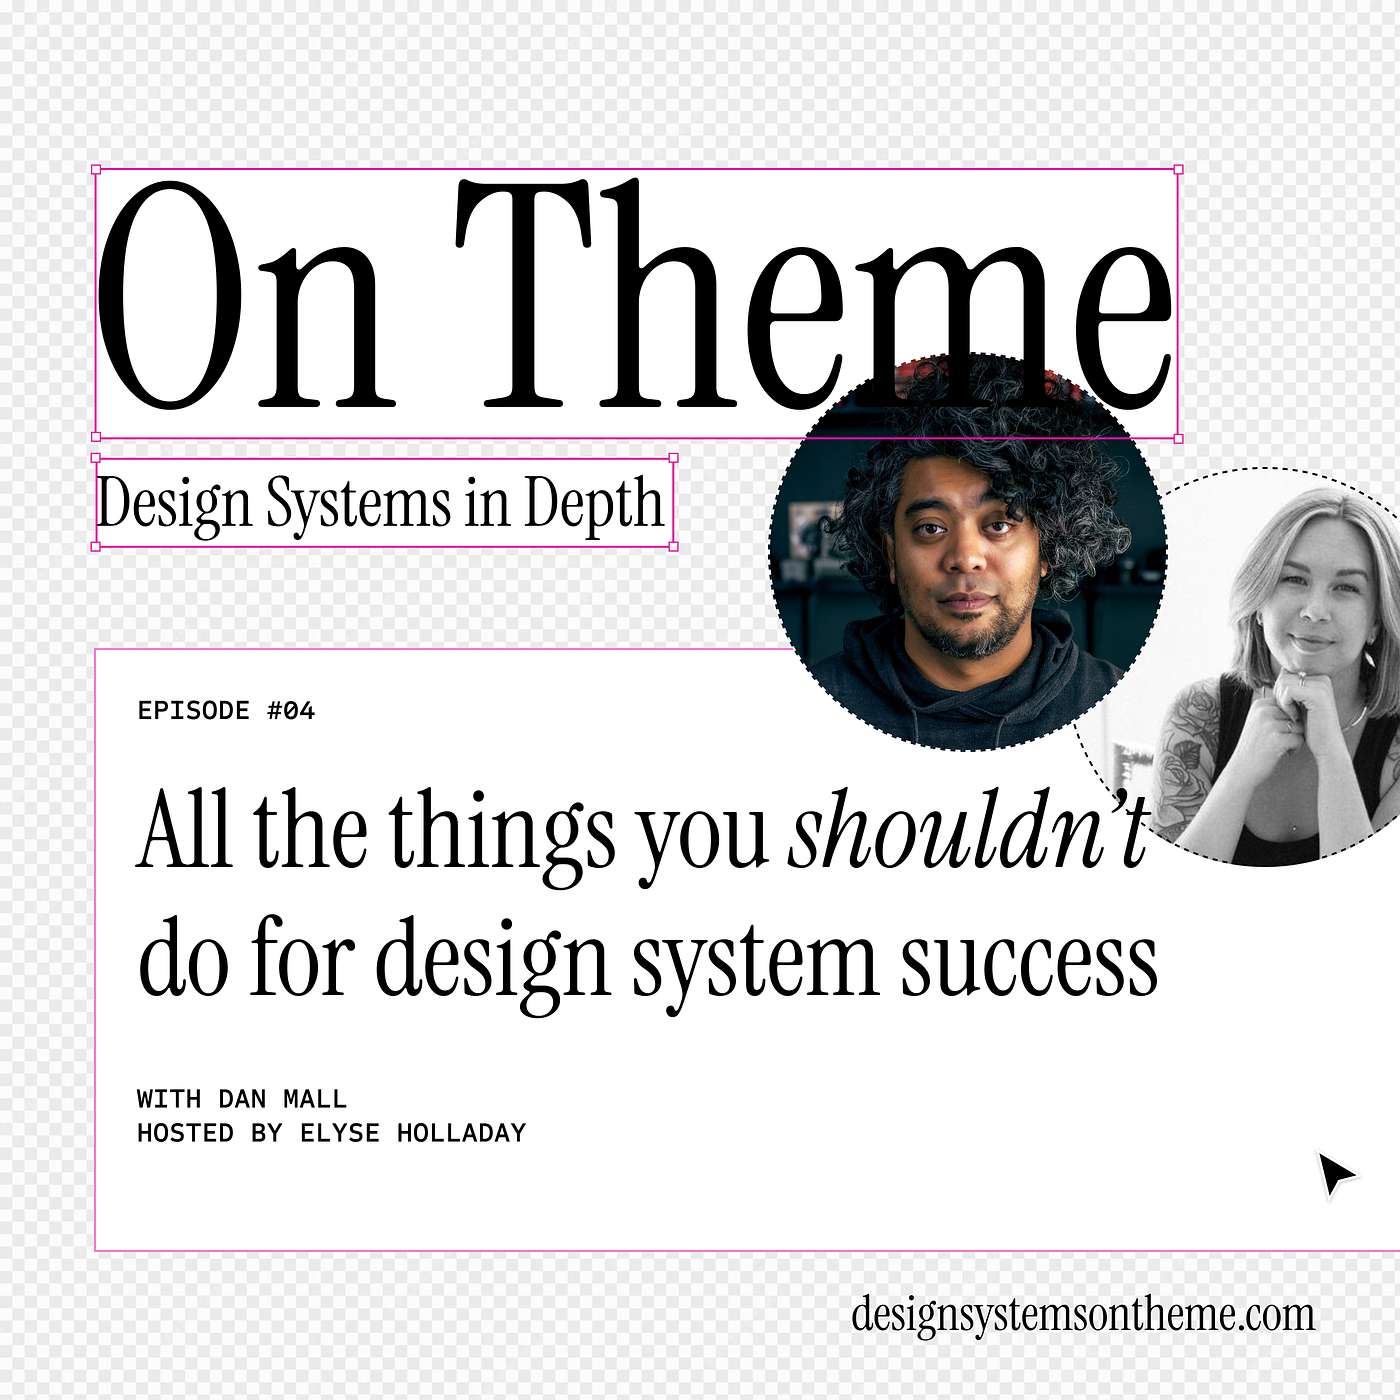 On Theme
Design Systems in Depth
EPISODE #04
All the things you shouldn’t
do for design system success
WITH DAN MALL
HOSTED BY ELYSE HOLLADAY
designsystemsontheme.com